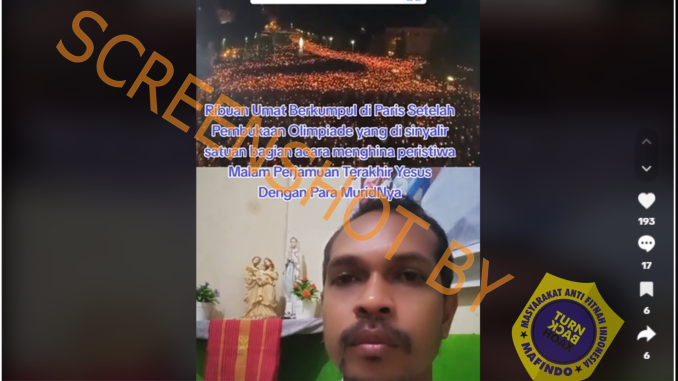 Ribuan Umat Berkumpul di Paris Setelah
Pembukaan Olimpiade yang di sinyalir
satuan bagian acara menghina peristiwa
Malam Perjamuan Terakhir Yesus
Dengan Para MuridNya
SCREENSHOT BY
193
17
6
6
MASYARAKAT ANTI FITNAH INDONESIA
TURN
BACK
HOAX
MAFINDO